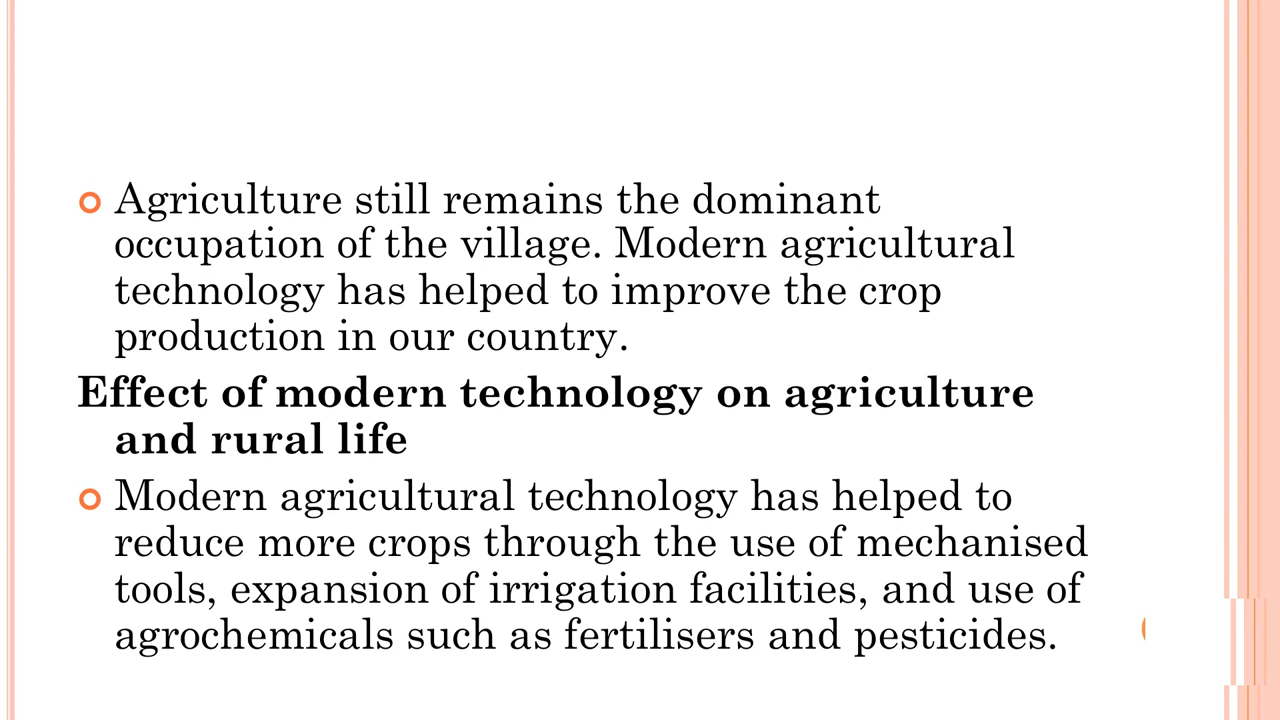 Agriculture still remains the dominant
occupation of the village. Modern agricultural
technology has helped to improve the crop
production in our country.
Effect of modern technology on agriculture
and rural life
Modern agricultural technology has helped to
reduce more crops through the use of mechanised
tools, expansion of irrigation facilities, and use of
agrochemicals such as fertilisers and pesticides.